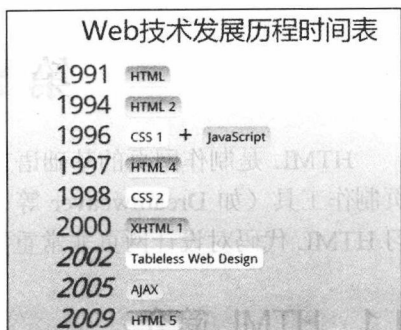 Web技术发展历程时间表
1991 HTML
1994 HTML 2
1996 CSS 1 + JavaScript
1997 HTML 4
1998 CSS 2
2000 XHTML 1
2002 Tableless Web Design
2005 AJAX
2009 HTML 5